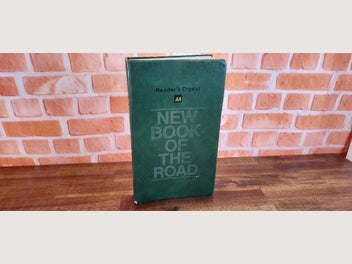 Reader's Digest
AA
NEW
BOOK
OF THE
ROAD